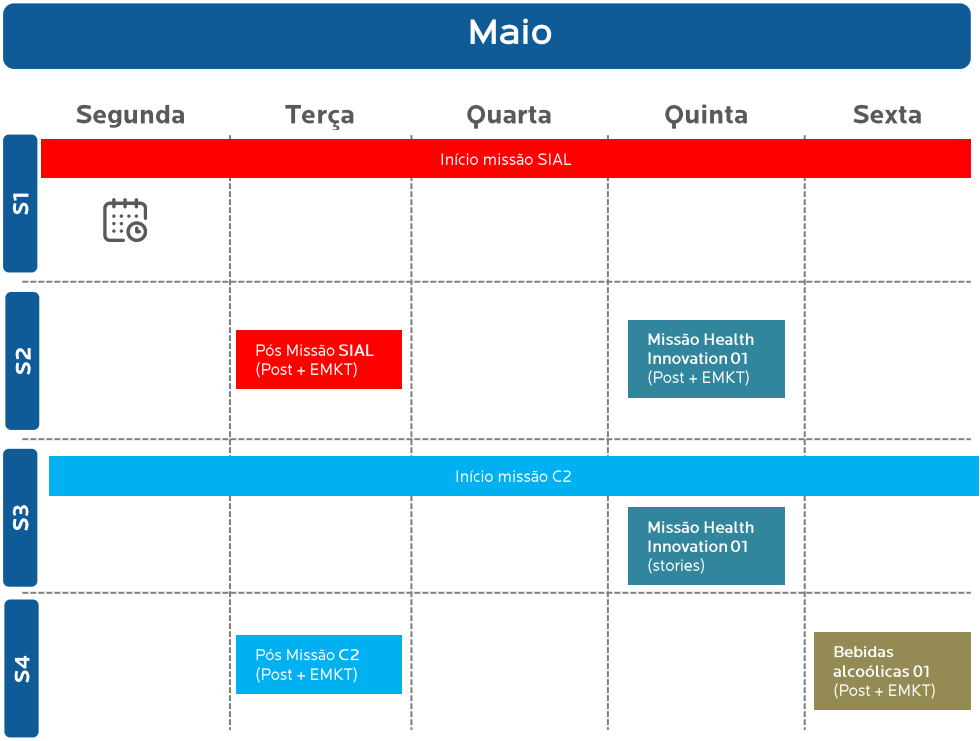 Maio
Segunda
Terça
Quarta
Quinta
Sexta
S1
Início missão SIAL
S2
Pós Missão SIAL
(Post + EMKT)
Missão Health
Innovation 01
(Post + EMKT)
S3
Início missão C2
Missão Health
Innovation 01
(stories)
S4
Pós Missão C2
(Post + EMKT)
Bebidas
alcoólicas 01
(Post + EMKT)